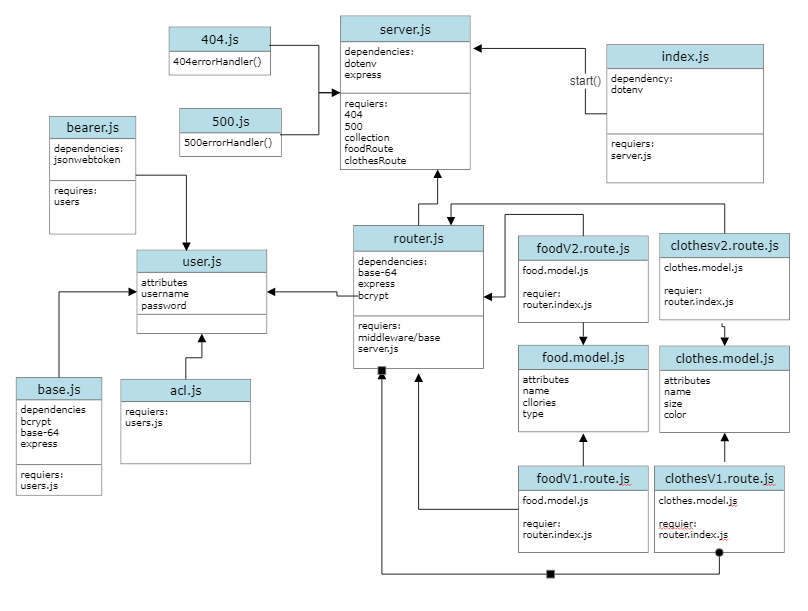 server.js
dependencies:
dotenv
express
requiers:
404
500
collection
foodRoute
clothesRoute
404.js
404errorHandler()
500.js
500errorHandler()
start()
index.js
dependency:
dotenv
requiers:
server.js
bearer.js
dependencies:
jsonwebtoken
requires:
users
user.js
attributes
username
password
router.js
dependencies:
base-64
express
bcrypt
requiers:
middleware/base
server.js
foodV2.route.js
food.model.js
requier:
router.index.js
clothesv2.route.js
clothes.model.js
requier:
router.index.js
food.model.js
attributes
name
cllories
type
clothes.model.js
attributes
name
size
color
base.js
dependencies
bcrypt
base-64
express
requiers:
users.js
acl.js
requiers:
users.js
foodV1.route.js
food.model.js
requier:
router.index.js
clothesV1.route.js
clothes.model.js
requier:
router.index.js